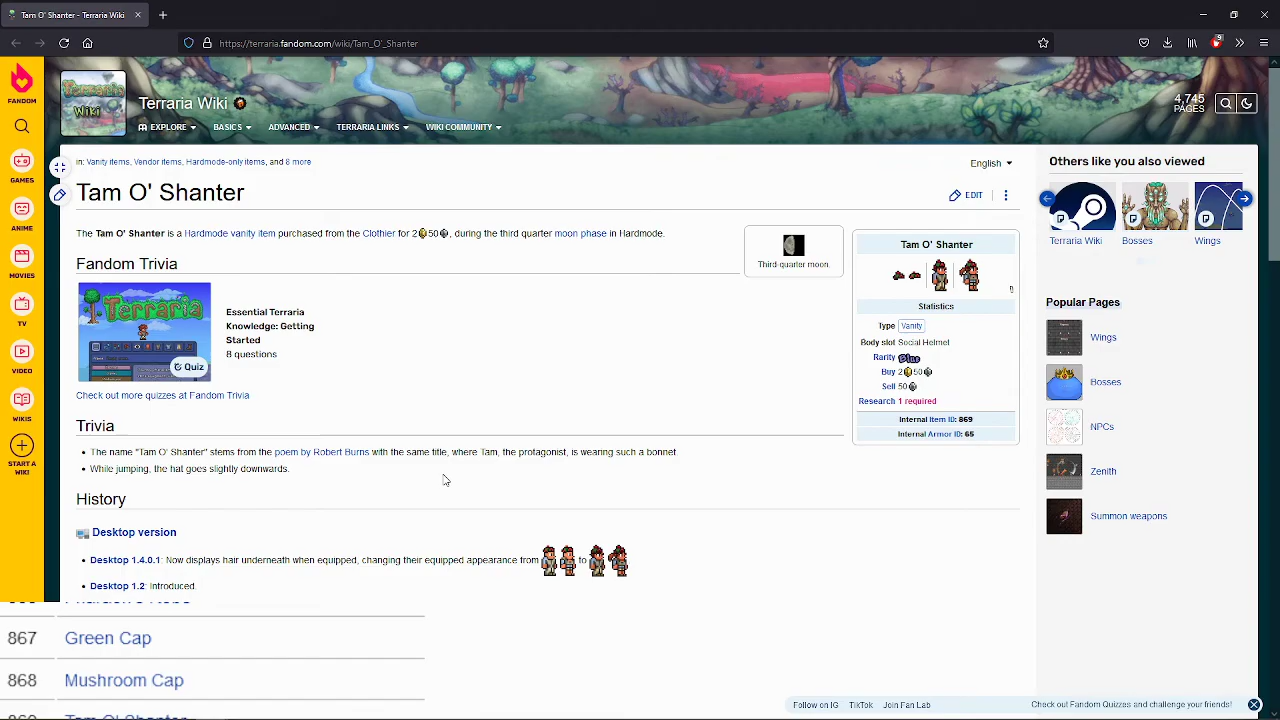 Tam O' Shanter - Terraria Wiki
https://terraria.fandom.com/wiki/Tam_O'_Shanter
9
FANDOM
GAMES
ANIME
MOVIES
TV
VIDEO
WIKIS
START A
WIKI
Terraria
Wiki
Terraria Wiki
4,745
PAGES
EXPLORE BASICS ADVANCED TERRARIA LINKS WIKI COMMUNITY
in: Vanity items, Vendor items, Hardmode-only items, and 8 more
English
Tam O' Shanter
EDIT
The Tam O' Shanter is a Hardmode vanity item purchased from the Clothier for 2 50 , during the third quarter moon phase in Hardmode.
Third-quarter moon.
Fandom Trivia
Terraria
Quiz
Essential Terraria
Knowledge: Getting
Started
8 questions
Check out more quizzes at Fandom Trivia
Trivia
The name "Tam O' Shanter" stems from the poem by Robert Burns with the same title, where Tam, the protagonist, is wearing such a bonnet.
While jumping, the hat goes slightly downwards.
History
Desktop version
Desktop 1.4.0.1: Now displays hair underneath when equipped, changing their equipped appearance from to
Desktop 1.2: Introduced.
Tam O' Shanter
Statistics
Type Vanity
Body slot Social Helmet
Rarity Blue
Buy 2 50
Sell 50
Research 1 required
Internal Item ID: 869
Internal Armor ID: 65
Others like you also viewed
Terraria Wiki
Bosses
Wings
Popular Pages
Wings
Bosses
NPCs
Zenith
Summon weapons
867 Green Cap
868 Mushroom Cap
869 Tam O' Shanter
Follow on IG TikTok Join Fan Lab
Check out Fandom Quizzes and challenge your friends!